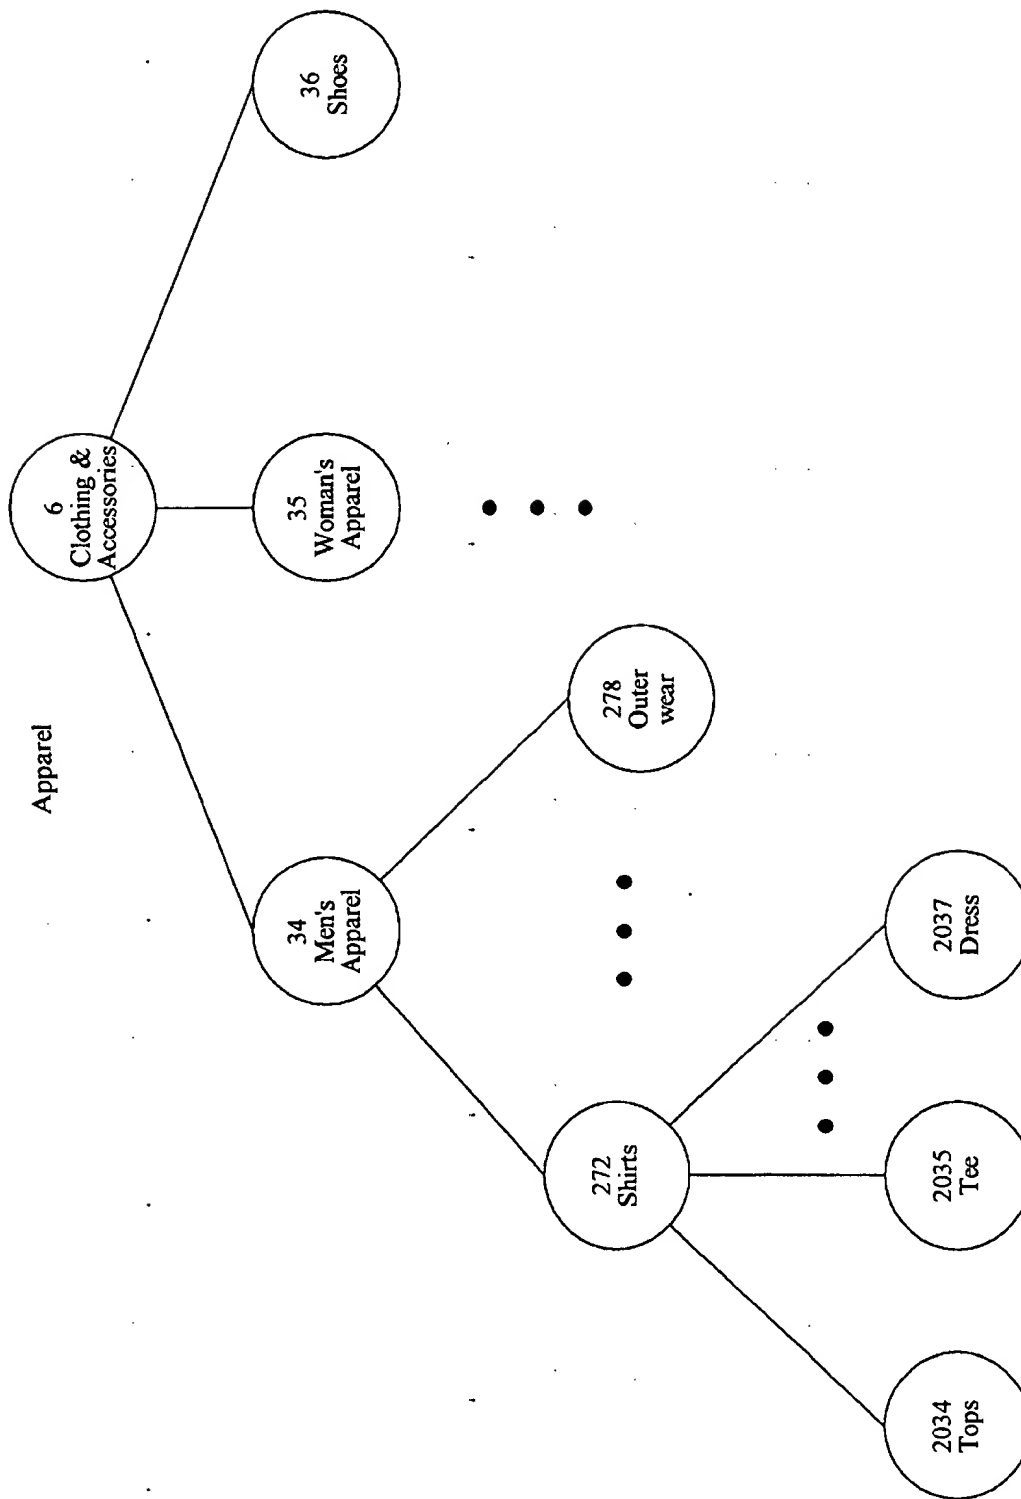 Apparel
6
Clothing &
Accessories
34
Men's
Apparel
35
Woman's
Apparel
36
Shoes
272
Shirts
278
Outer
wear
2034
Tops
2035
Tee
2037
Dress